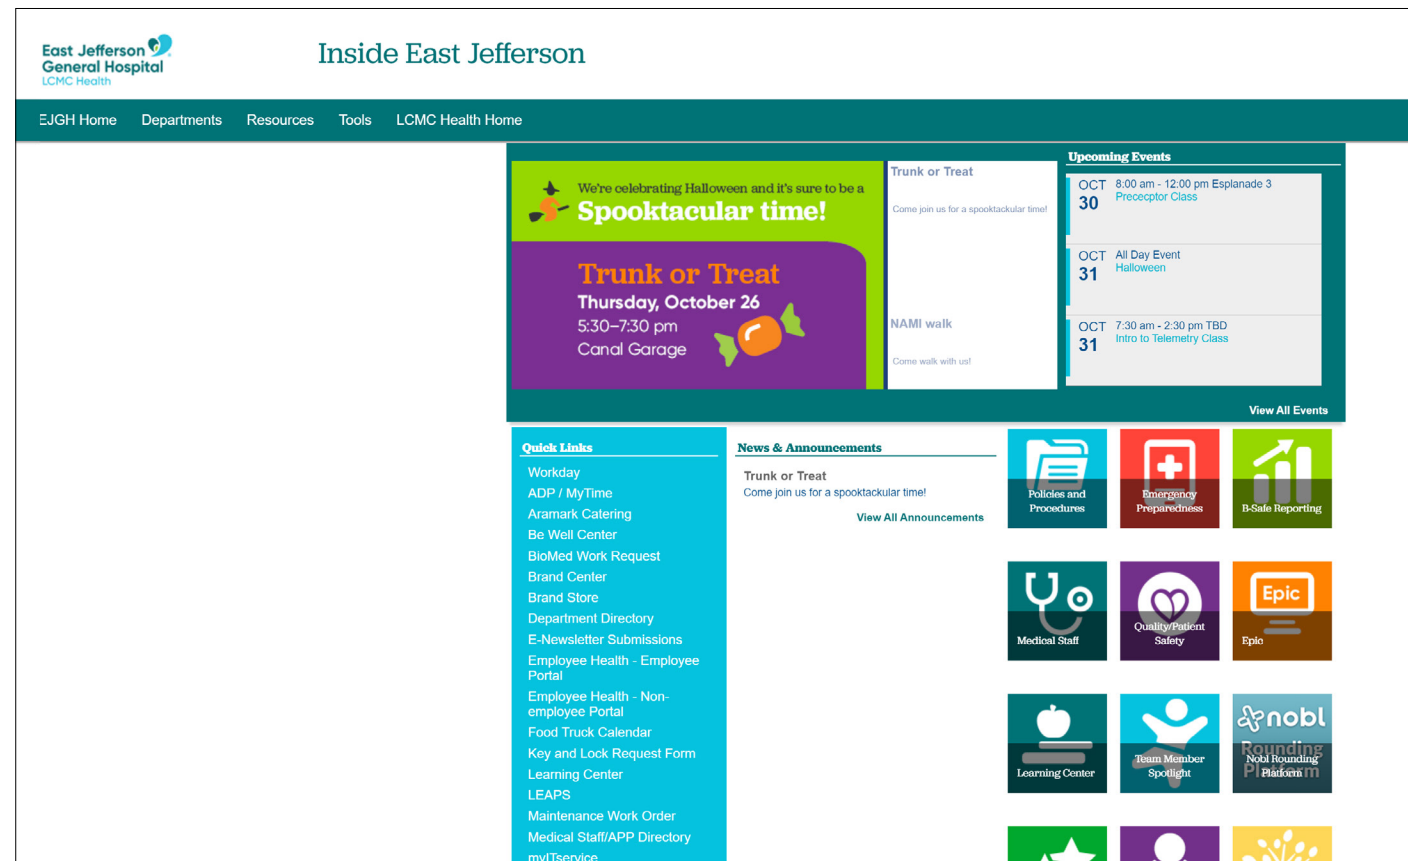 East Jefferson
General Hospital
LCMC Health
Inside East Jefferson
EJGH Home Departments Resources Tools LCMC Health Home
We're celebrating Halloween and it's sure to be a
Spooktacular time!
Trunk or Treat
Thursday, October 26
5:30–7:30 pm
Canal Garage
Trunk or Treat
Come join us for a spooktackular time!
NAMI walk
Come walk with us!
Upcoming Events
OCT 8:00 am - 12:00 pm Esplanade 3
30 Prececptor Class
OCT All Day Event
31 Halloween
OCT 7:30 am - 2:30 pm TBD
31 Intro to Telemetry Class
View All Events
Quick Links
Workday
ADP / MyTime
Aramark Catering
Be Well Center
BioMed Work Request
Brand Center
Brand Store
Department Directory
E-Newsletter Submissions
Employee Health - Employee
Portal
Employee Health - Non-
employee Portal
Food Truck Calendar
Key and Lock Request Form
Learning Center
LEAPS
Maintenance Work Order
Medical Staff/APP Directory
myITservice
News & Announcements
Trunk or Treat
Come join us for a spooktackular time!
View All Announcements
Policies and
Procedures
Emergency
Preparedness
B-Safe Reporting
Medical Staff
Quality/Patient
Safety
Epic
Epic
Learning Center
Team Member
Spotlight
nobl
Rounding
Platform
Nobl Rounding
Platform